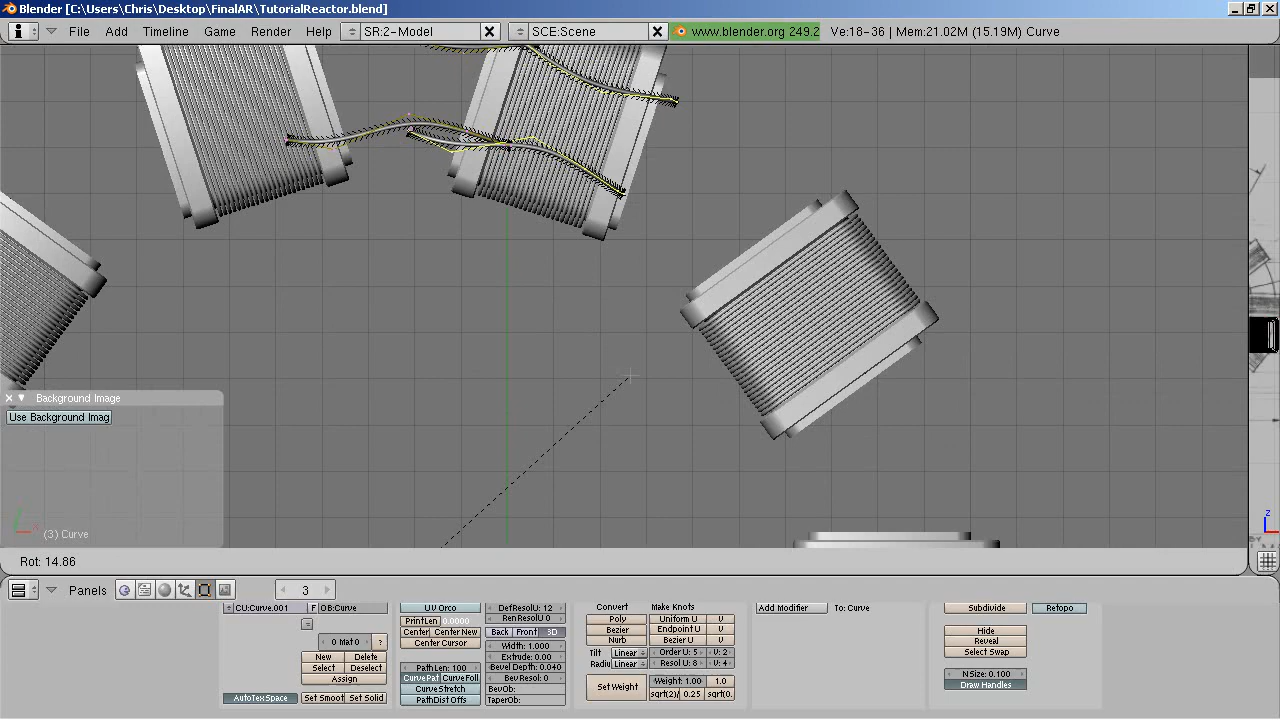 Blender [C:\Users\Chris\Desktop\FinalAR\TutorialReactor.blend]
File Add Timeline Game Render Help SR:2-Model SCE:Scene www.blender.org 249.2 Ve:18-36 | Mem:21.02M (15.19M) Curve
Background Image
Use Background Imag
(3) Curve
Rot: 14.86
Panels 3
CU:Curve.001 F OB:Curve
0 Mat 0 ?
New Delete
Select Deselect
Assign
AutoTexSpace Set Smoot Set Solid
UV Orco
PrintLen 0.0000
Center Center New
Center Cursor
PathLen: 100
CurvePat CurveFoll
CurveStretch
PathDist Offs
DefResolU: 12
RenResolU 0
Back Front 3D
Width: 1.000
Extrude: 0.00
Bevel Depth: 0.040
BevResol: 0
BevOb:
TaperOb:
Convert
Poly
Bezier
Nurb
Make Knots
Uniform U V
Endpoint U V
Bezier U V
Tilt Linear Order U: 5 V: 2
Radiu Linear Resol U: 8 V: 4
Set Weight
Weight: 1.00 1.0
sqrt(2)/ 0.25 sqrt(0.
Add Modifier To: Curve
Subdivide Retopo
Hide
Reveal
Select Swap
NSize: 0.100
Draw Handles
z